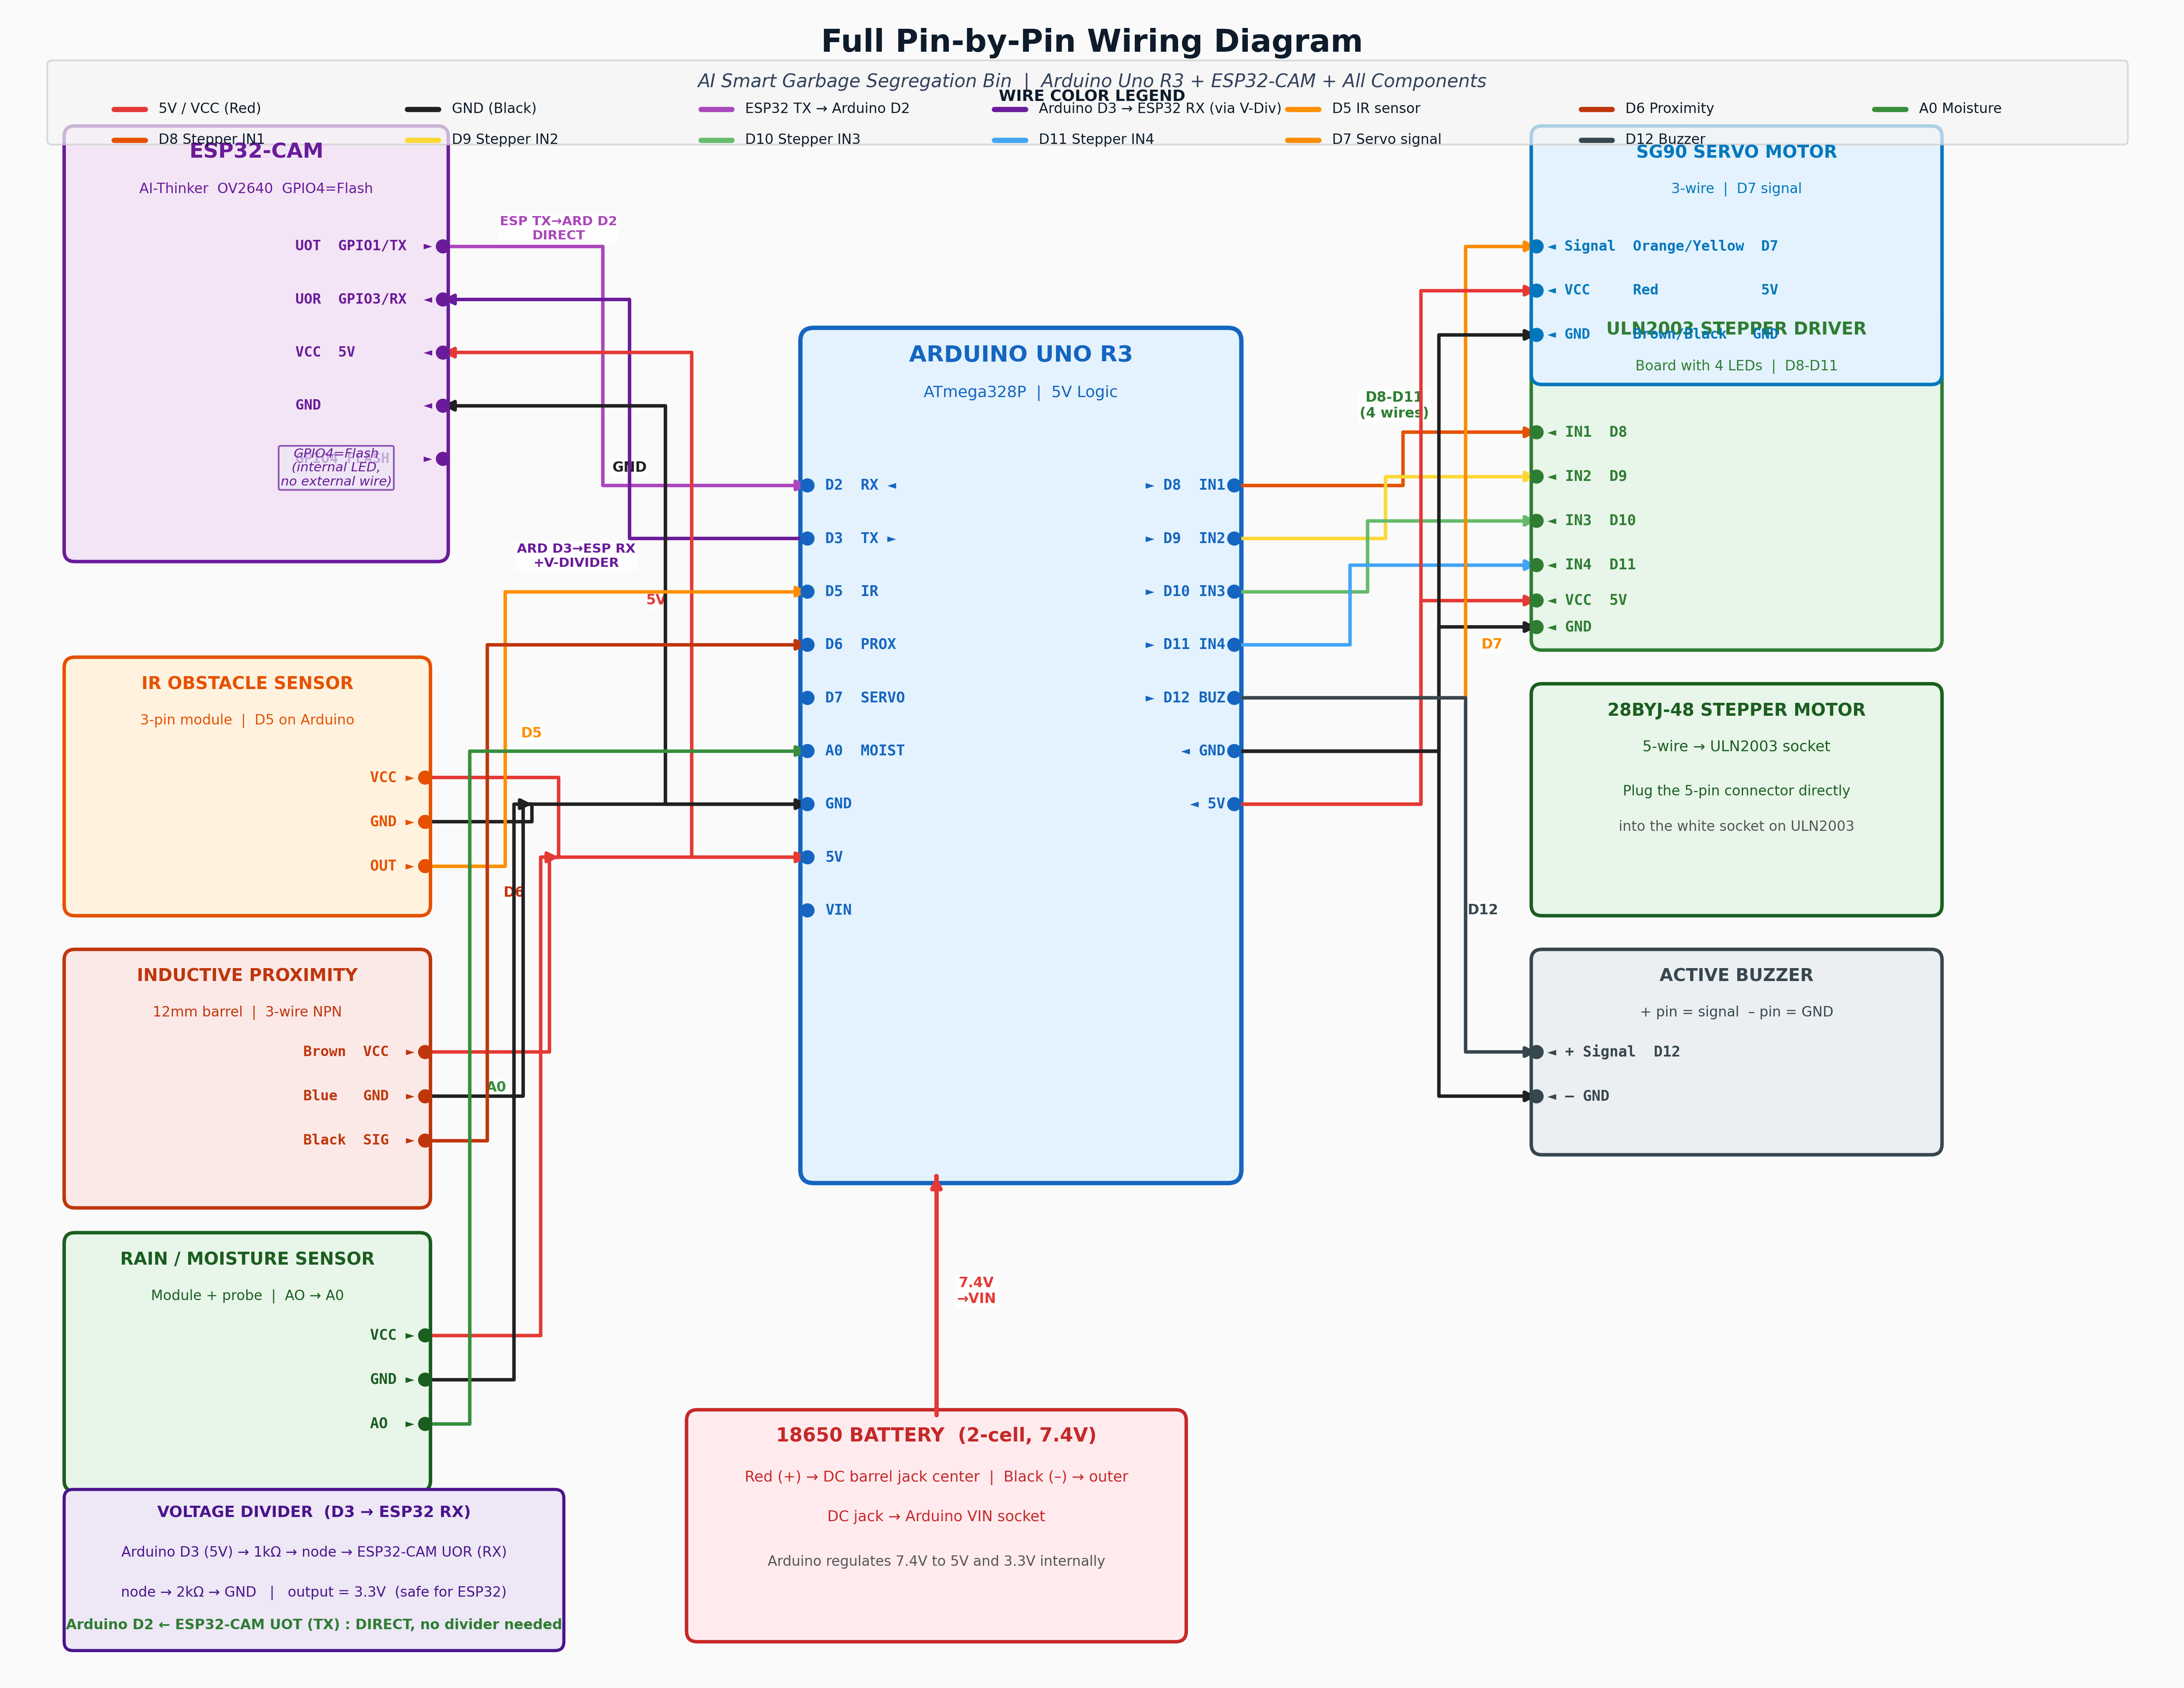 Full Pin-by-Pin Wiring Diagram
AI Smart Garbage Segregation Bin | Arduino Uno R3 + ESP32-CAM + All Components
WIRE COLOR LEGEND
5V / VCC (Red)
GND (Black)
ESP32 TX → Arduino D2
Arduino D3 → ESP32 RX (via V-Div)
D5 IR sensor
D6 Proximity
A0 Moisture
D8 Stepper IN1
D9 Stepper IN2
D10 Stepper IN3
D11 Stepper IN4
D7 Servo signal
D12 Buzzer
ESP32-CAM
AI-Thinker OV2640 GPIO4=Flash
UOT GPIO1/TX ►
UOR GPIO3/RX ◄
VCC 5V ◄
GND ◄
GPIO4 FLASH ►
GPIO4=Flash
(internal LED,
no external wire)
ESP TX→ARD D2
DIRECT
GND
ARD D3→ESP RX
+V-DIVIDER
5V
D5
D6
A0
IR OBSTACLE SENSOR
3-pin module | D5 on Arduino
VCC ►
GND ►
OUT ►
INDUCTIVE PROXIMITY
12mm barrel | 3-wire NPN
Brown VCC ►
Blue GND ►
Black SIG ►
RAIN / MOISTURE SENSOR
Module + probe | AO → A0
VCC ►
GND ►
AO ►
VOLTAGE DIVIDER (D3 → ESP32 RX)
Arduino D3 (5V) → 1kΩ → node → ESP32-CAM UOR (RX)
node → 2kΩ → GND | output = 3.3V (safe for ESP32)
Arduino D2 ← ESP32-CAM UOT (TX) : DIRECT, no divider needed
ARDUINO UNO R3
ATmega328P | 5V Logic
D2 RX ◄
D3 TX ►
D5 IR
D6 PROX
D7 SERVO
A0 MOIST
GND
5V
VIN
► D8 IN1
► D9 IN2
► D10 IN3
► D11 IN4
► D12 BUZ
◄ GND
◄ 5V
7.4V
→VIN
18650 BATTERY (2-cell, 7.4V)
Red (+) → DC barrel jack center | Black (–) → outer
DC jack → Arduino VIN socket
Arduino regulates 7.4V to 5V and 3.3V internally
D8-D11
(4 wires)
D7
D12
SG90 SERVO MOTOR
3-wire | D7 signal
◄ Signal Orange/Yellow D7
◄ VCC Red 5V
◄ GND Brown/Black GND
ULN2003 STEPPER DRIVER
Board with 4 LEDs | D8-D11
◄ IN1 D8
◄ IN2 D9
◄ IN3 D10
◄ IN4 D11
◄ VCC 5V
◄ GND
28BYJ-48 STEPPER MOTOR
5-wire → ULN2003 socket
Plug the 5-pin connector directly
into the white socket on ULN2003
ACTIVE BUZZER
+ pin = signal – pin = GND
◄ + Signal D12
◄ – GND